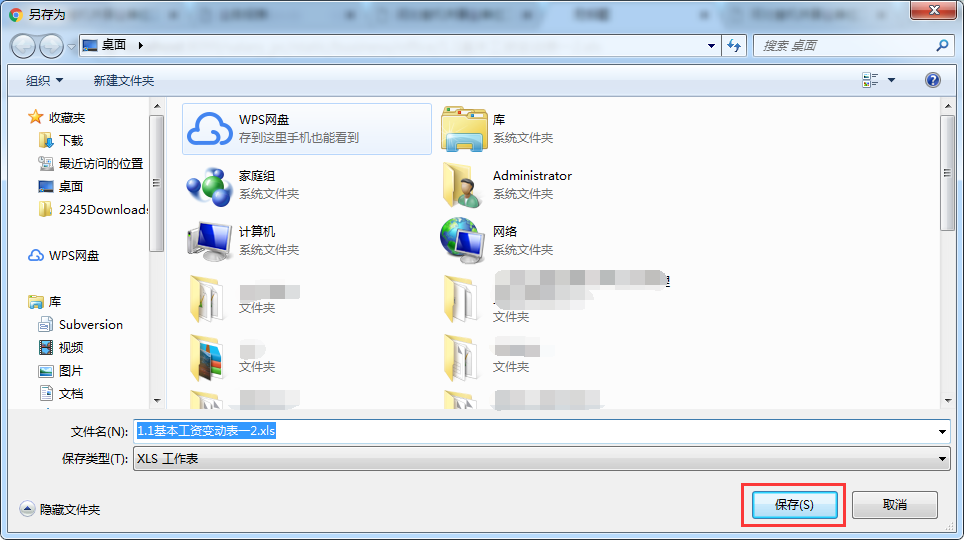 另存为
桌面
搜索 桌面
组织
新建文件夹
收藏夹
下载
最近访问的位置
桌面
2345Downloads
WPS网盘
库
Subversion
视频
图片
文档
WPS网盘
存到这里手机也能看到
库
系统文件夹
家庭组
系统文件夹
Administrator
系统文件夹
计算机
系统文件夹
网络
系统文件夹
文件夹
文件夹
文件夹
文件夹
文件名(N):
1.1基本工资变动表一2.xls
保存类型(T):
XLS 工作表
隐藏文件夹
保存(S)
取消